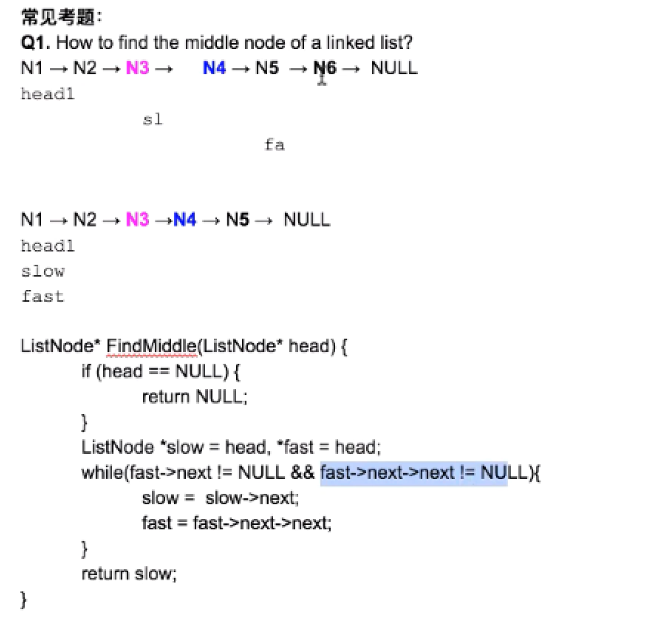 常见考题：
Q1. How to find the middle node of a linked list?
N1 → N2 → N3 → N4 → N5 → N6 → NULL
head1
sl
fa
N1 → N2 → N3 →N4 → N5 → NULL
head1
slow
fast
ListNode* FindMiddle(ListNode* head) {
if (head == NULL) {
return NULL;
}
ListNode *slow = head, *fast = head;
while(fast->next != NULL && fast->next->next != NULL){
slow = slow->next;
fast = fast->next->next;
}
return slow;
}